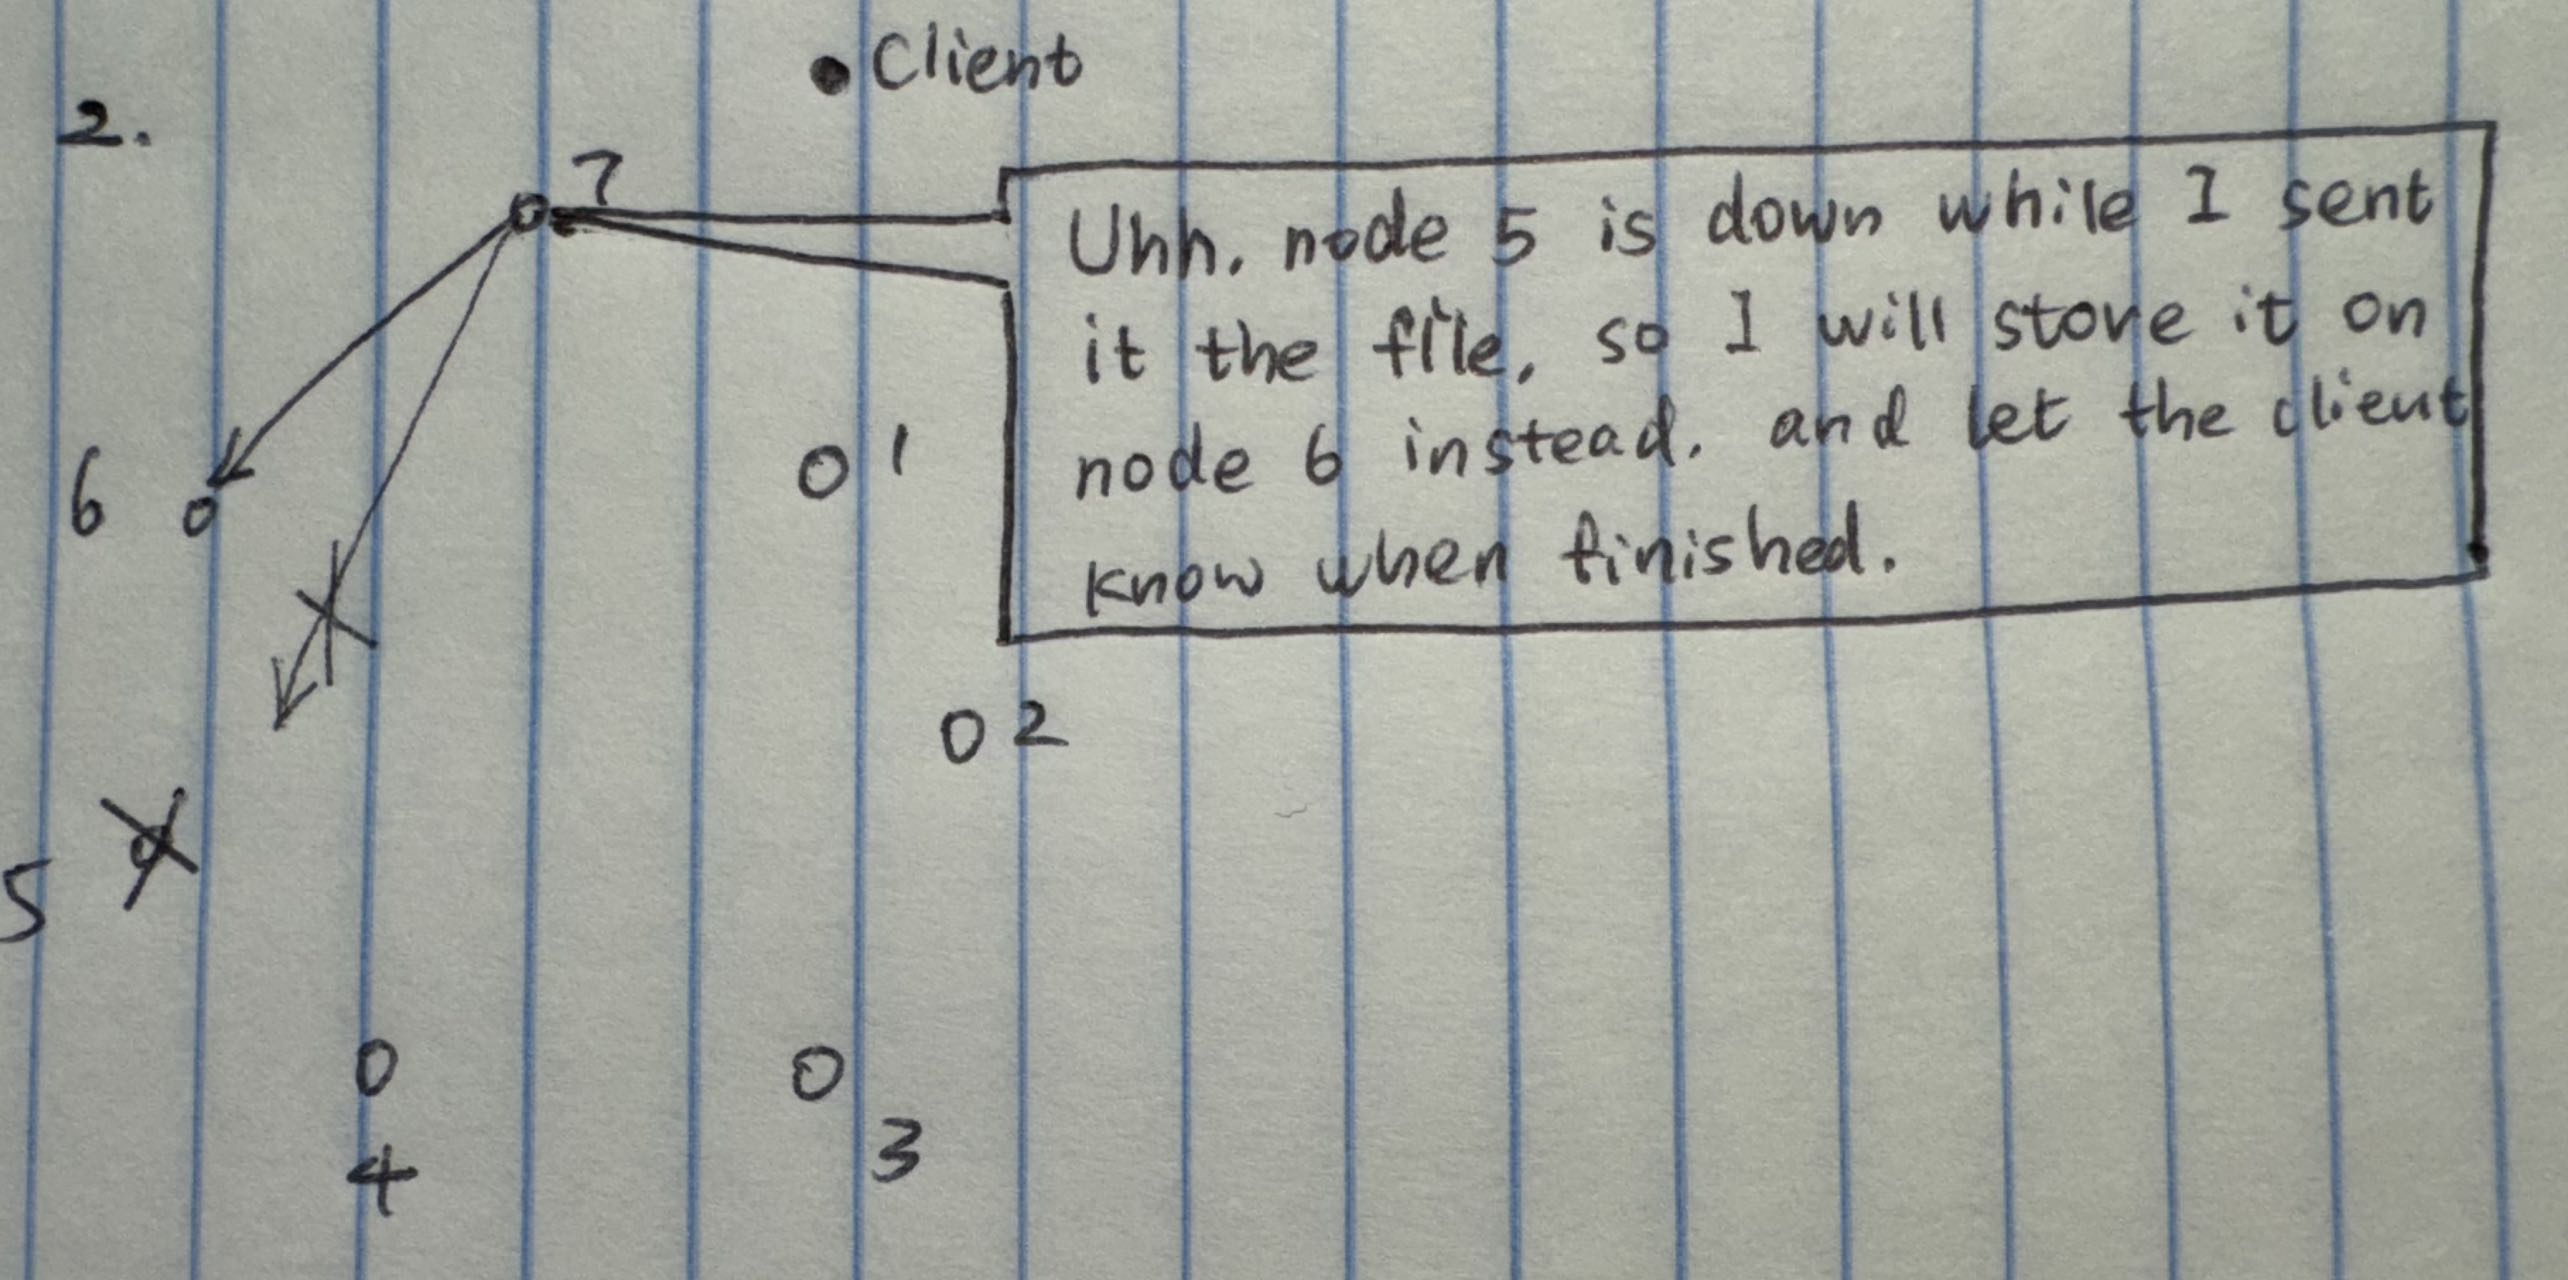 Client
2.
7
Uhh. node 5 is down while I sent
it the file, so I will store it on
node 6 instead. and let the client
know when finished.
1
6
2
5
3
4